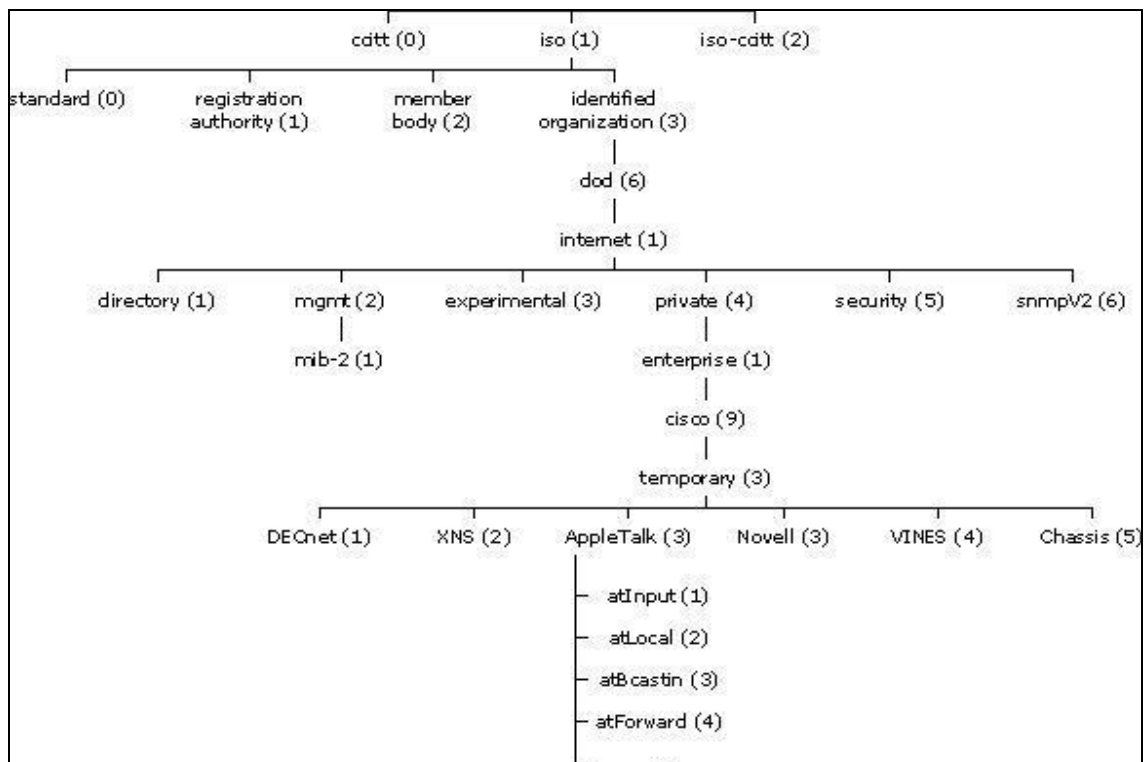 ccitt (0) iso (1) iso-ccitt (2)
standard (0) registration authority (1) member body (2) identified organization (3)
dod (6)
internet (1)
directory (1) mgmt (2) experimental (3) private (4) security (5) snmpV2 (6)
mib-2 (1) enterprise (1)
cisco (9)
temporary (3)
DECnet (1) XNS (2) AppleTalk (3) Novell (3) VINES (4) Chassis (5)
atInput (1)
atLocal (2)
atBcastin (3)
atForward (4)